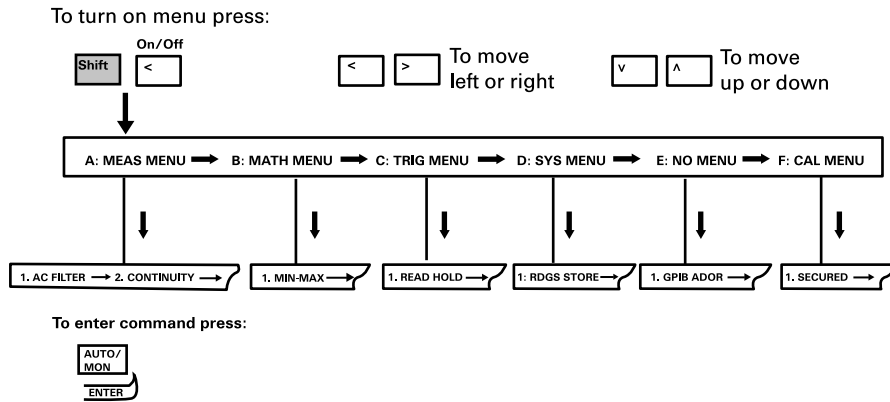 To turn on menu press:
On/Off
Shift
<
< > To move
left or right
v ^ To move
up or down
A: MEAS MENU B: MATH MENU C: TRIG MENU D: SYS MENU E: NO MENU F: CAL MENU
1. AC FILTER 2. CONTINUITY 1. MIN-MAX 1. READ HOLD 1: RDGS STORE 1. GPIB ADOR 1. SECURED
To enter command press:
AUTO/
MON
ENTER